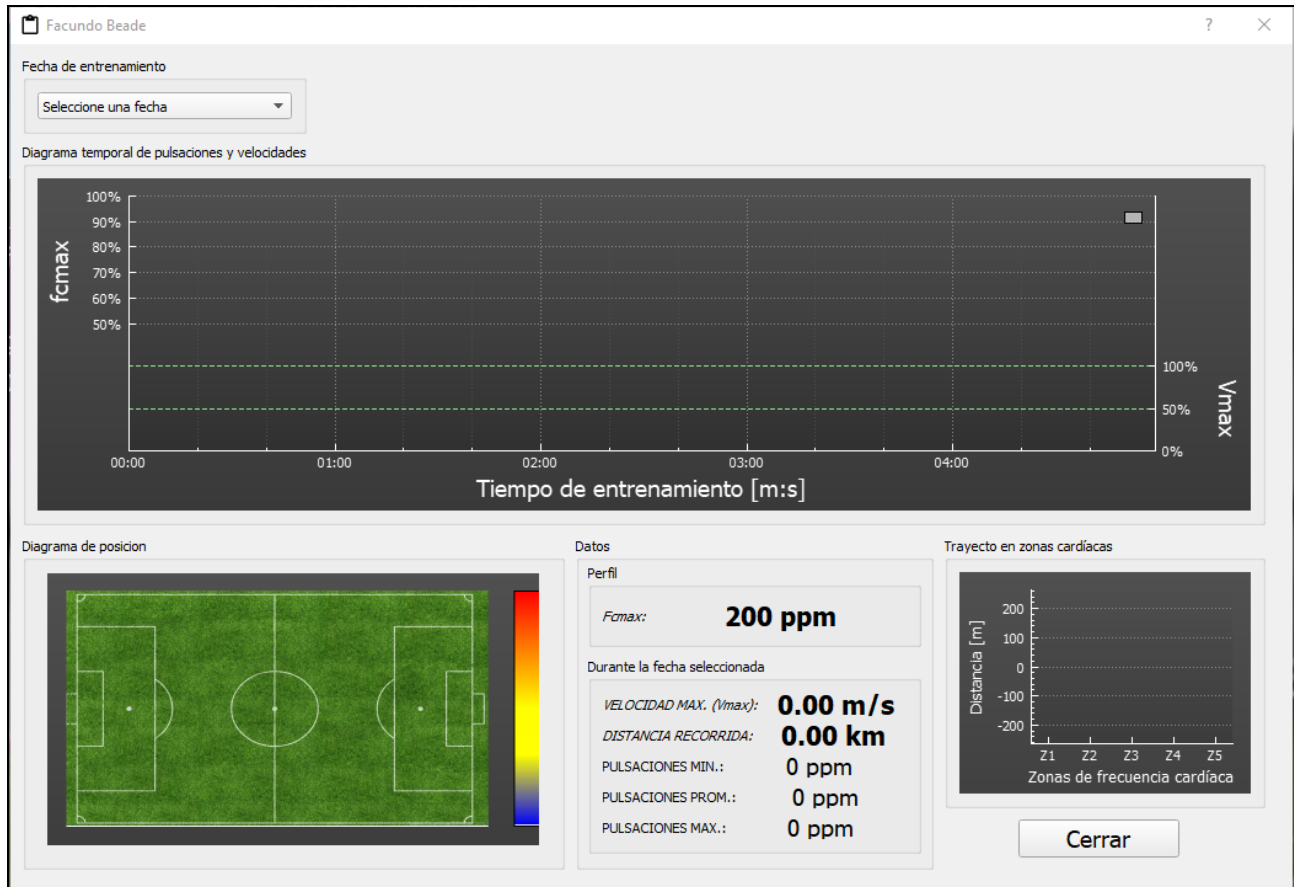 Facundo Beade
?
Fecha de entrenamiento
Seleccione una fecha
Diagrama temporal de pulsaciones y velocidades
fcmax
100%
90%
80%
70%
60%
50%
100%
50%
0%
Vmax
00:00 01:00 02:00 03:00 04:00
Tiempo de entrenamiento [m:s]
Diagrama de posicion
Datos
Perfil
Fcmax: 200 ppm
Durante la fecha seleccionada
VELOCIDAD MAX. (Vmax): 0.00 m/s
DISTANCIA RECORRIDA: 0.00 km
PULSACIONES MIN.: 0 ppm
PULSACIONES PROM.: 0 ppm
PULSACIONES MAX.: 0 ppm
Trayecto en zonas cardíacas
Distancia [m]
200
100
0
-100
-200
Z1 Z2 Z3 Z4 Z5
Zonas de frecuencia cardíaca
Cerrar